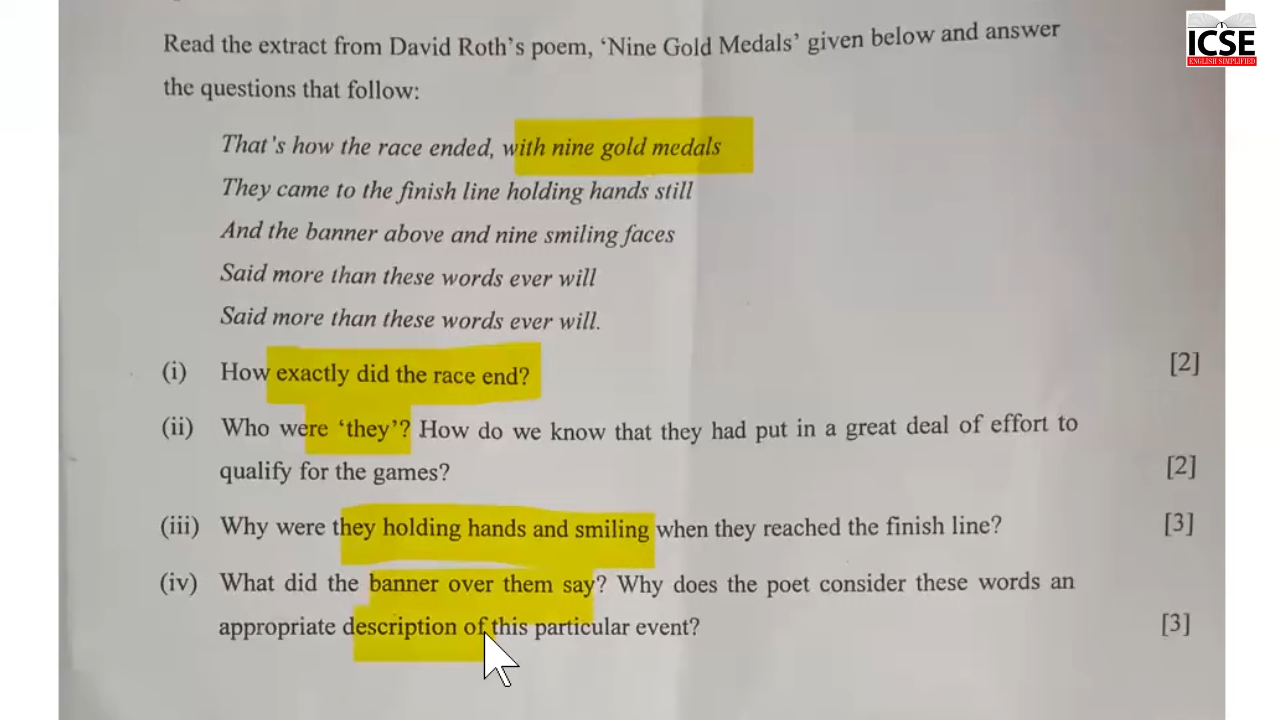 ICSE
ENGLISH SIMPLIFIED
Read the extract from David Roth's poem, 'Nine Gold Medals' given below and answer
the questions that follow:
That's how the race ended, with nine gold medals
They came to the finish line holding hands still
And the banner above and nine smiling faces
Said more than these words ever will
Said more than these words ever will.
(i) How exactly did the race end? [2]
(ii) Who were 'they'? How do we know that they had put in a great deal of effort to
qualify for the games? [2]
(iii) Why were they holding hands and smiling when they reached the finish line? [3]
(iv) What did the banner over them say? Why does the poet consider these words an
appropriate description of this particular event? [3]